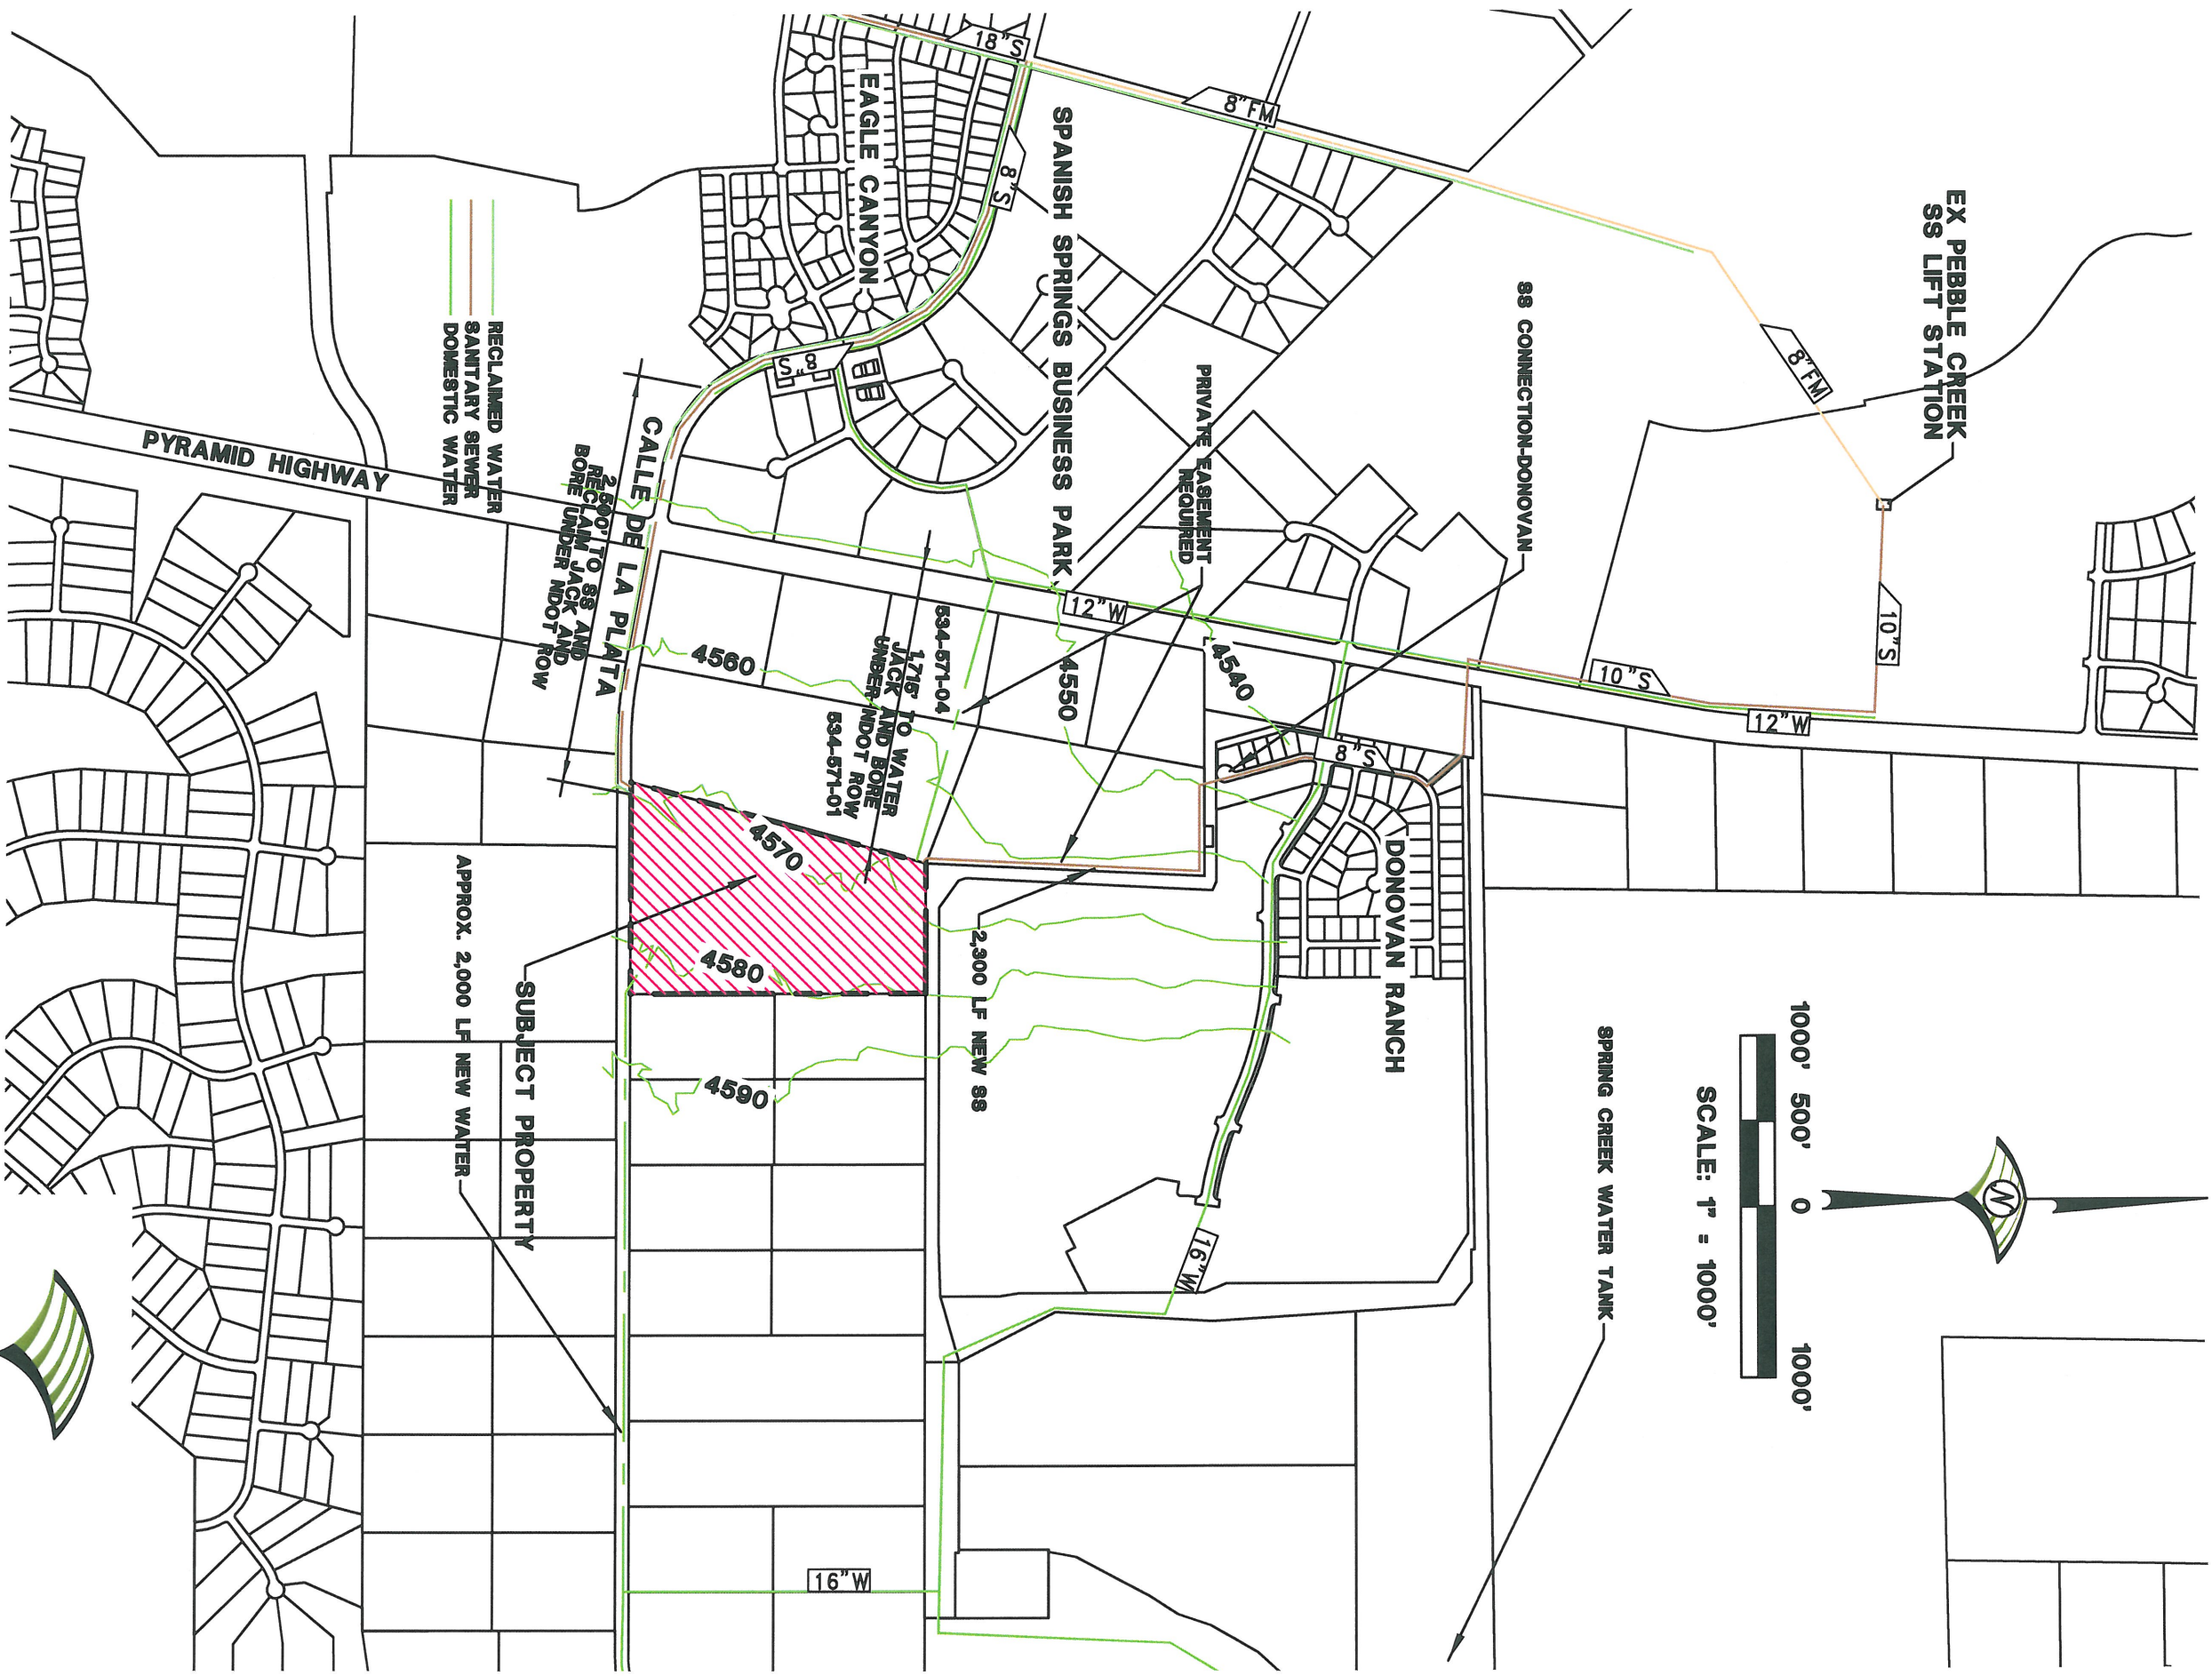 EX PEBBLE CREEK
SS LIFT STATION
8"FM
10"S
12"W
10"S
8"FM
18"S
8"S
8"S
EAGLE CANYON
SPANISH SPRINGS BUSINESS PARK
SS CONNECTION-DONOVAN
PRIVATE EASEMENT
REQUIRED
12"W
4540
4550
4560
4570
4580
4590
534-571-04
1,715' TO WATER
JACK AND BORE
UNDER NDOT ROW
534-571-01
8"S
DONOVAN RANCH
CALLE DE LA PLATA
2,500' TO SS AND
RECLAIM JACK AND
BORE UNDER NDOT
ROW
PYRAMID HIGHWAY
RECLAIMED WATER
SANITARY SEWER
DOMESTIC WATER
2,300 LF NEW SS
SUBJECT PROPERTY
APPROX. 2,000 LF NEW WATER
SPRING CREEK WATER TANK
16"W
16"W
1000' 500' 0 1000'
SCALE: 1" = 1000'
N